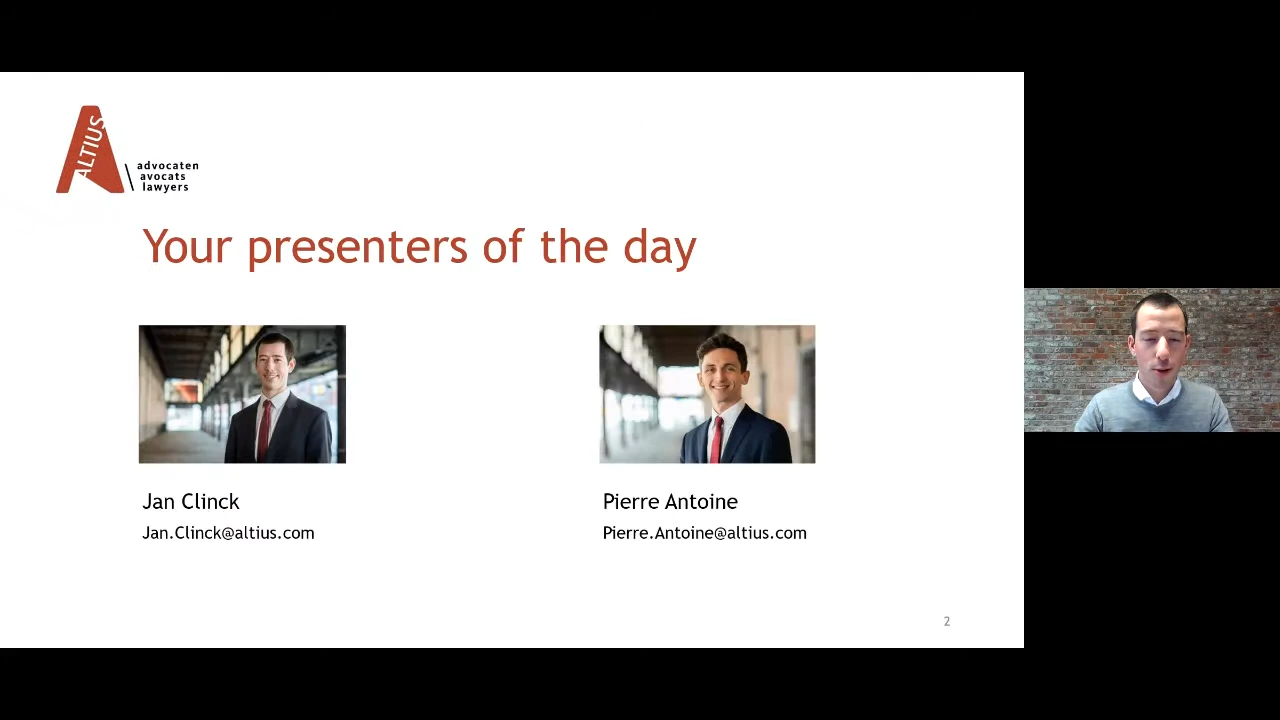 ALTIUS
advocaten
avocats
lawyers
Your presenters of the day
Jan Clinck
Jan.Clinck@altius.com
Pierre Antoine
Pierre.Antoine@altius.com
2